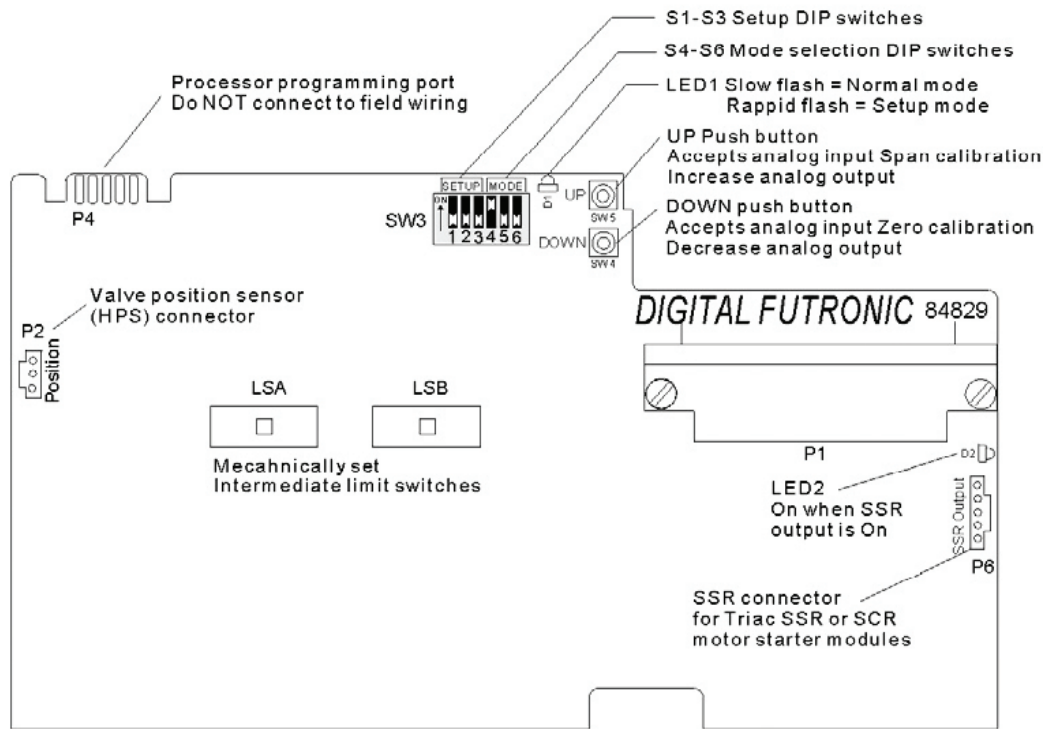 S1-S3 Setup DIP switches
S4-S6 Mode selection DIP switches
Processor programming port
Do NOT connect to field wiring
LED1 Slow flash = Normal mode
Rappid flash = Setup mode
UP Push button
Accepts analog input Span calibration
Increase analog output
P4
SETUP MODE
ON
SW3
1 2 3 4 5 6
D1
UP
SW5
DOWN
SW4
DOWN push button
Accepts analog input Zero calibration
Decrease analog output
Valve position sensor
(HPS) connector
P2
Position
DIGITAL FUTRONIC 84829
LSA
LSB
Mecahnically set
Intermediate limit switches
P1
D2
LED2
On when SSR
output is On
SSR Output
P6
SSR connector
for Triac SSR or SCR
motor starter modules